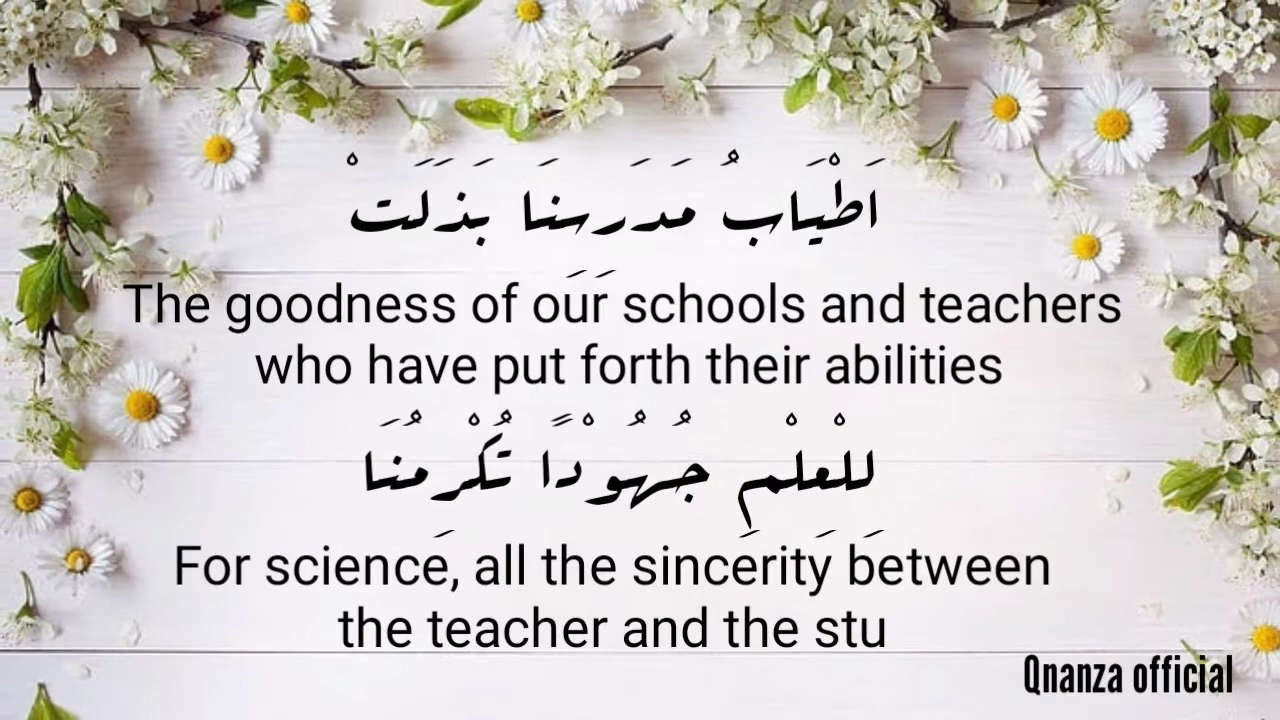 اَطْيَابُ مَدَرَسِنَا بَذَلَتْ
The goodness of our schools and teachers
who have put forth their abilities
لِلْعِلْمِ جُهُوْدًا تُكْرِمُنَا
For science, all the sincerity between
the teacher and the stu
Qnanza official